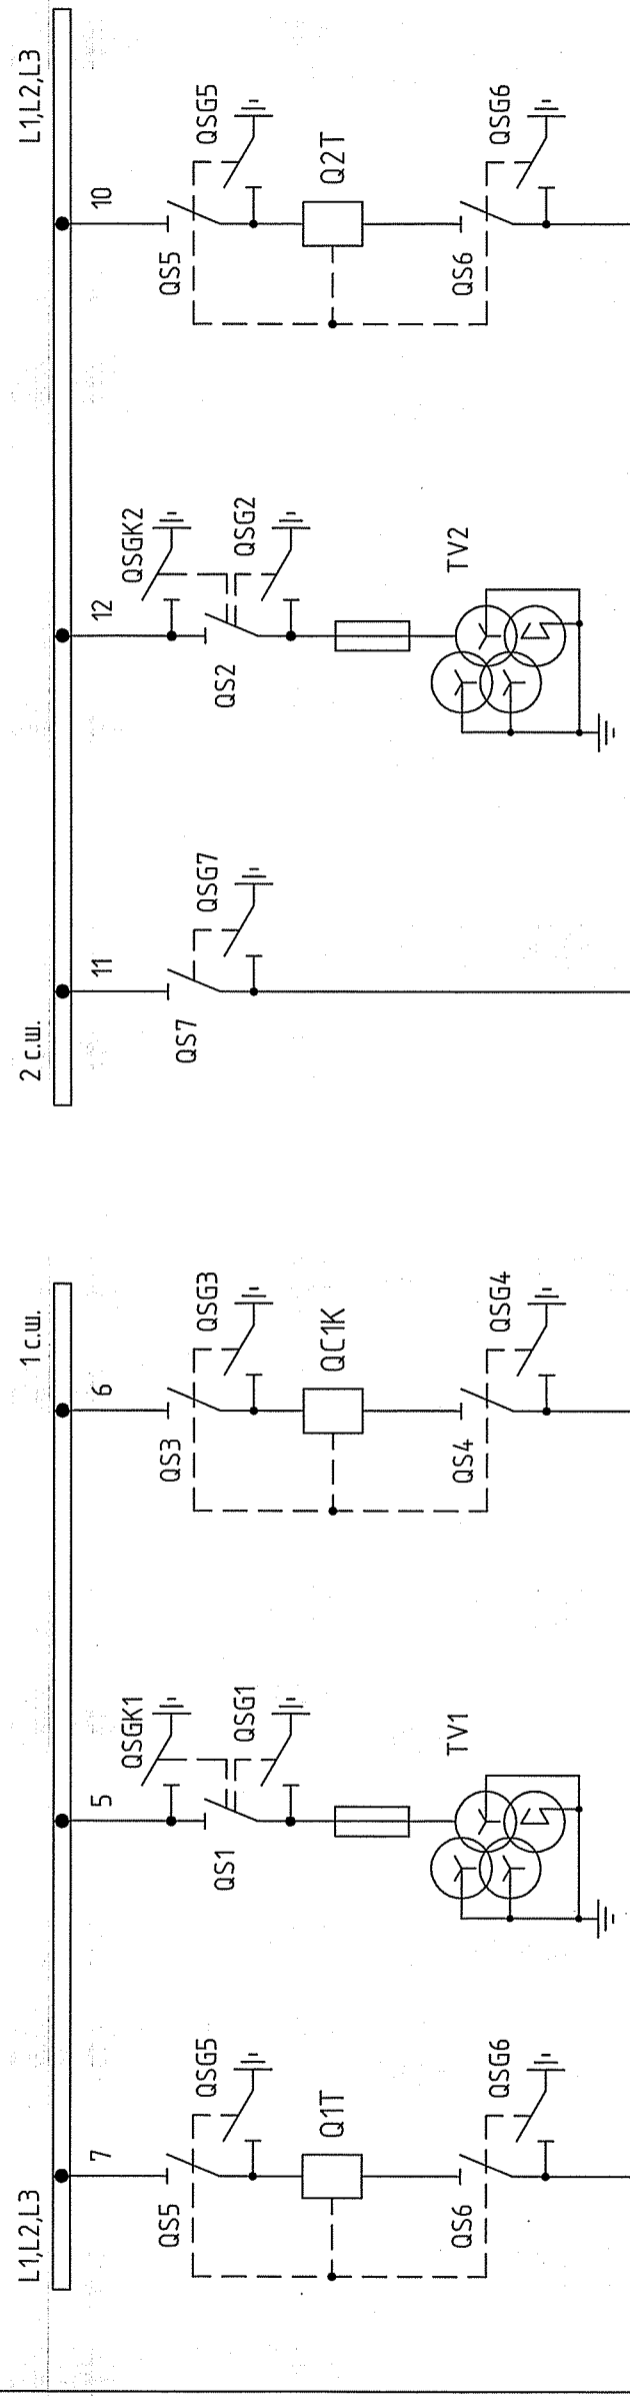 L1,L2,L3
1 с.ш.
2 с.ш.
L1,L2,L3
7
5
6
11
12
10
QS5
QSG5
Q1T
QS6
QSG6
QSGK1
QS1
QSG1
TV1
QS3
QSG3
QC1K
QS4
QSG4
QS7
QSG7
QSGK2
QS2
QSG2
TV2
QS5
QSG5
Q2T
QS6
QSG6